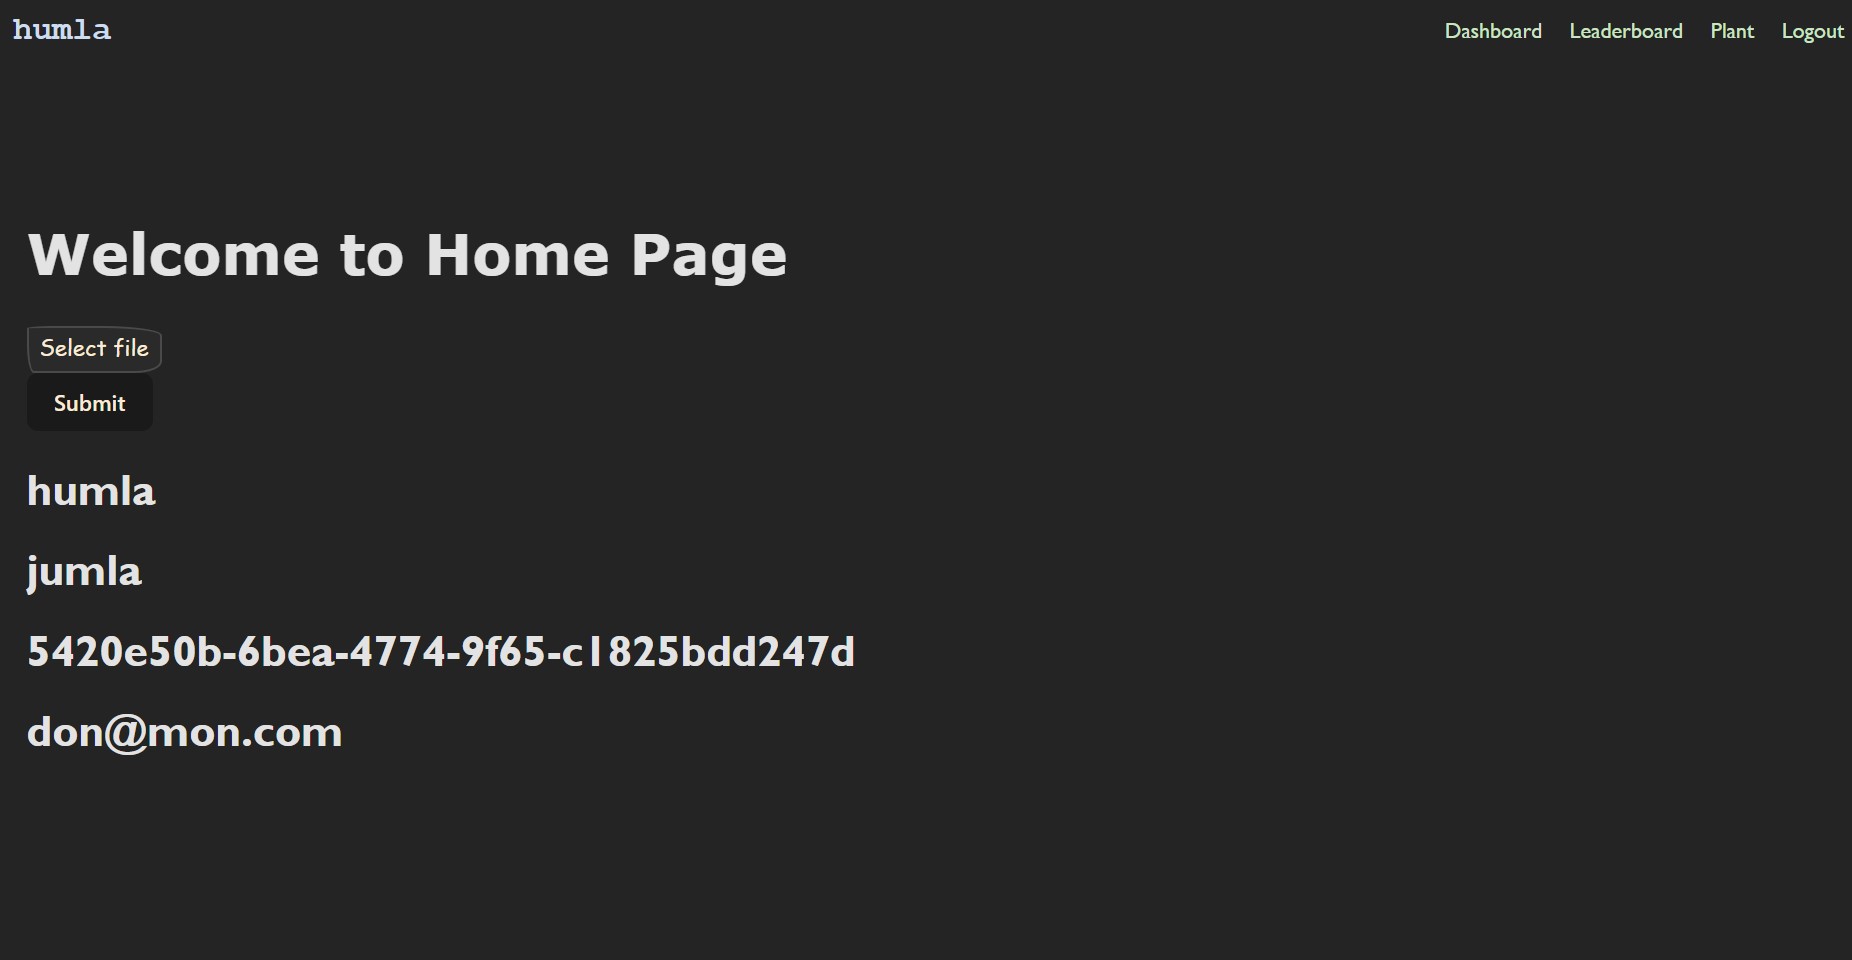 humla
Dashboard Leaderboard Plant Logout
Welcome to Home Page
Select file
Submit
humla
jumla
5420e50b-6bea-4774-9f65-c1825bdd247d
don@mon.com